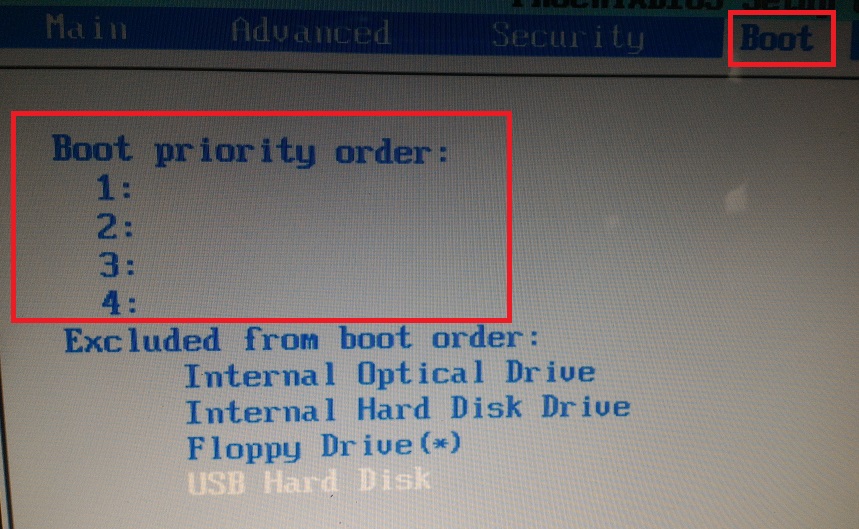 Main Advanced Security Boot
Boot priority order:
1:
2:
3:
4:
Excluded from boot order:
Internal Optical Drive
Internal Hard Disk Drive
Floppy Drive(*)
USB Hard Disk